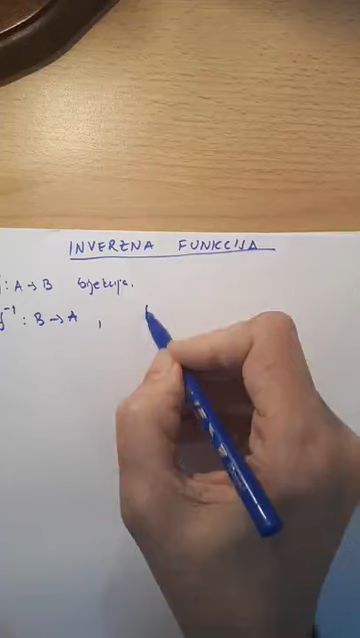 INVERZNA FUNKCIJA
f : A → B bijekcija.
f⁻¹ : B → A ,